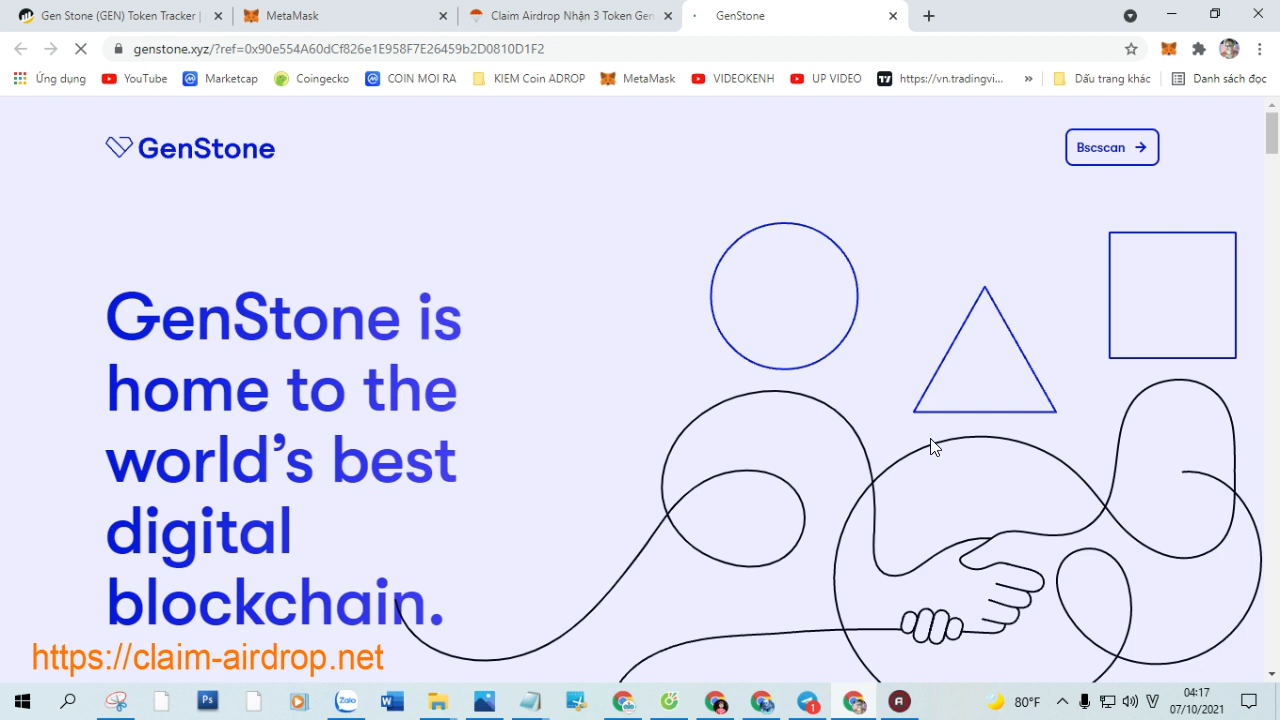 Gen Stone (GEN) Token Tracker |
MetaMask
Claim Airdrop Nhận 3 Token Gen
GenStone
genstone.xyz/?ref=0x90e554A60dCf826e1E958F7E26459b2D0810D1F2
Ứng dụng
YouTube
Marketcap
Coingecko
COIN MOI RA
KIEM Coin ADROP
MetaMask
VIDEOKENH
UP VIDEO
https://vn.tradingvi...
»
Dấu trang khác
Danh sách đọc
GenStone
Bscscan →
GenStone is
home to the
world's best
digital
blockchain.
https://claim-airdrop.net
Ps
Zalo
W
1
A
80°F
V
04:17
07/10/2021